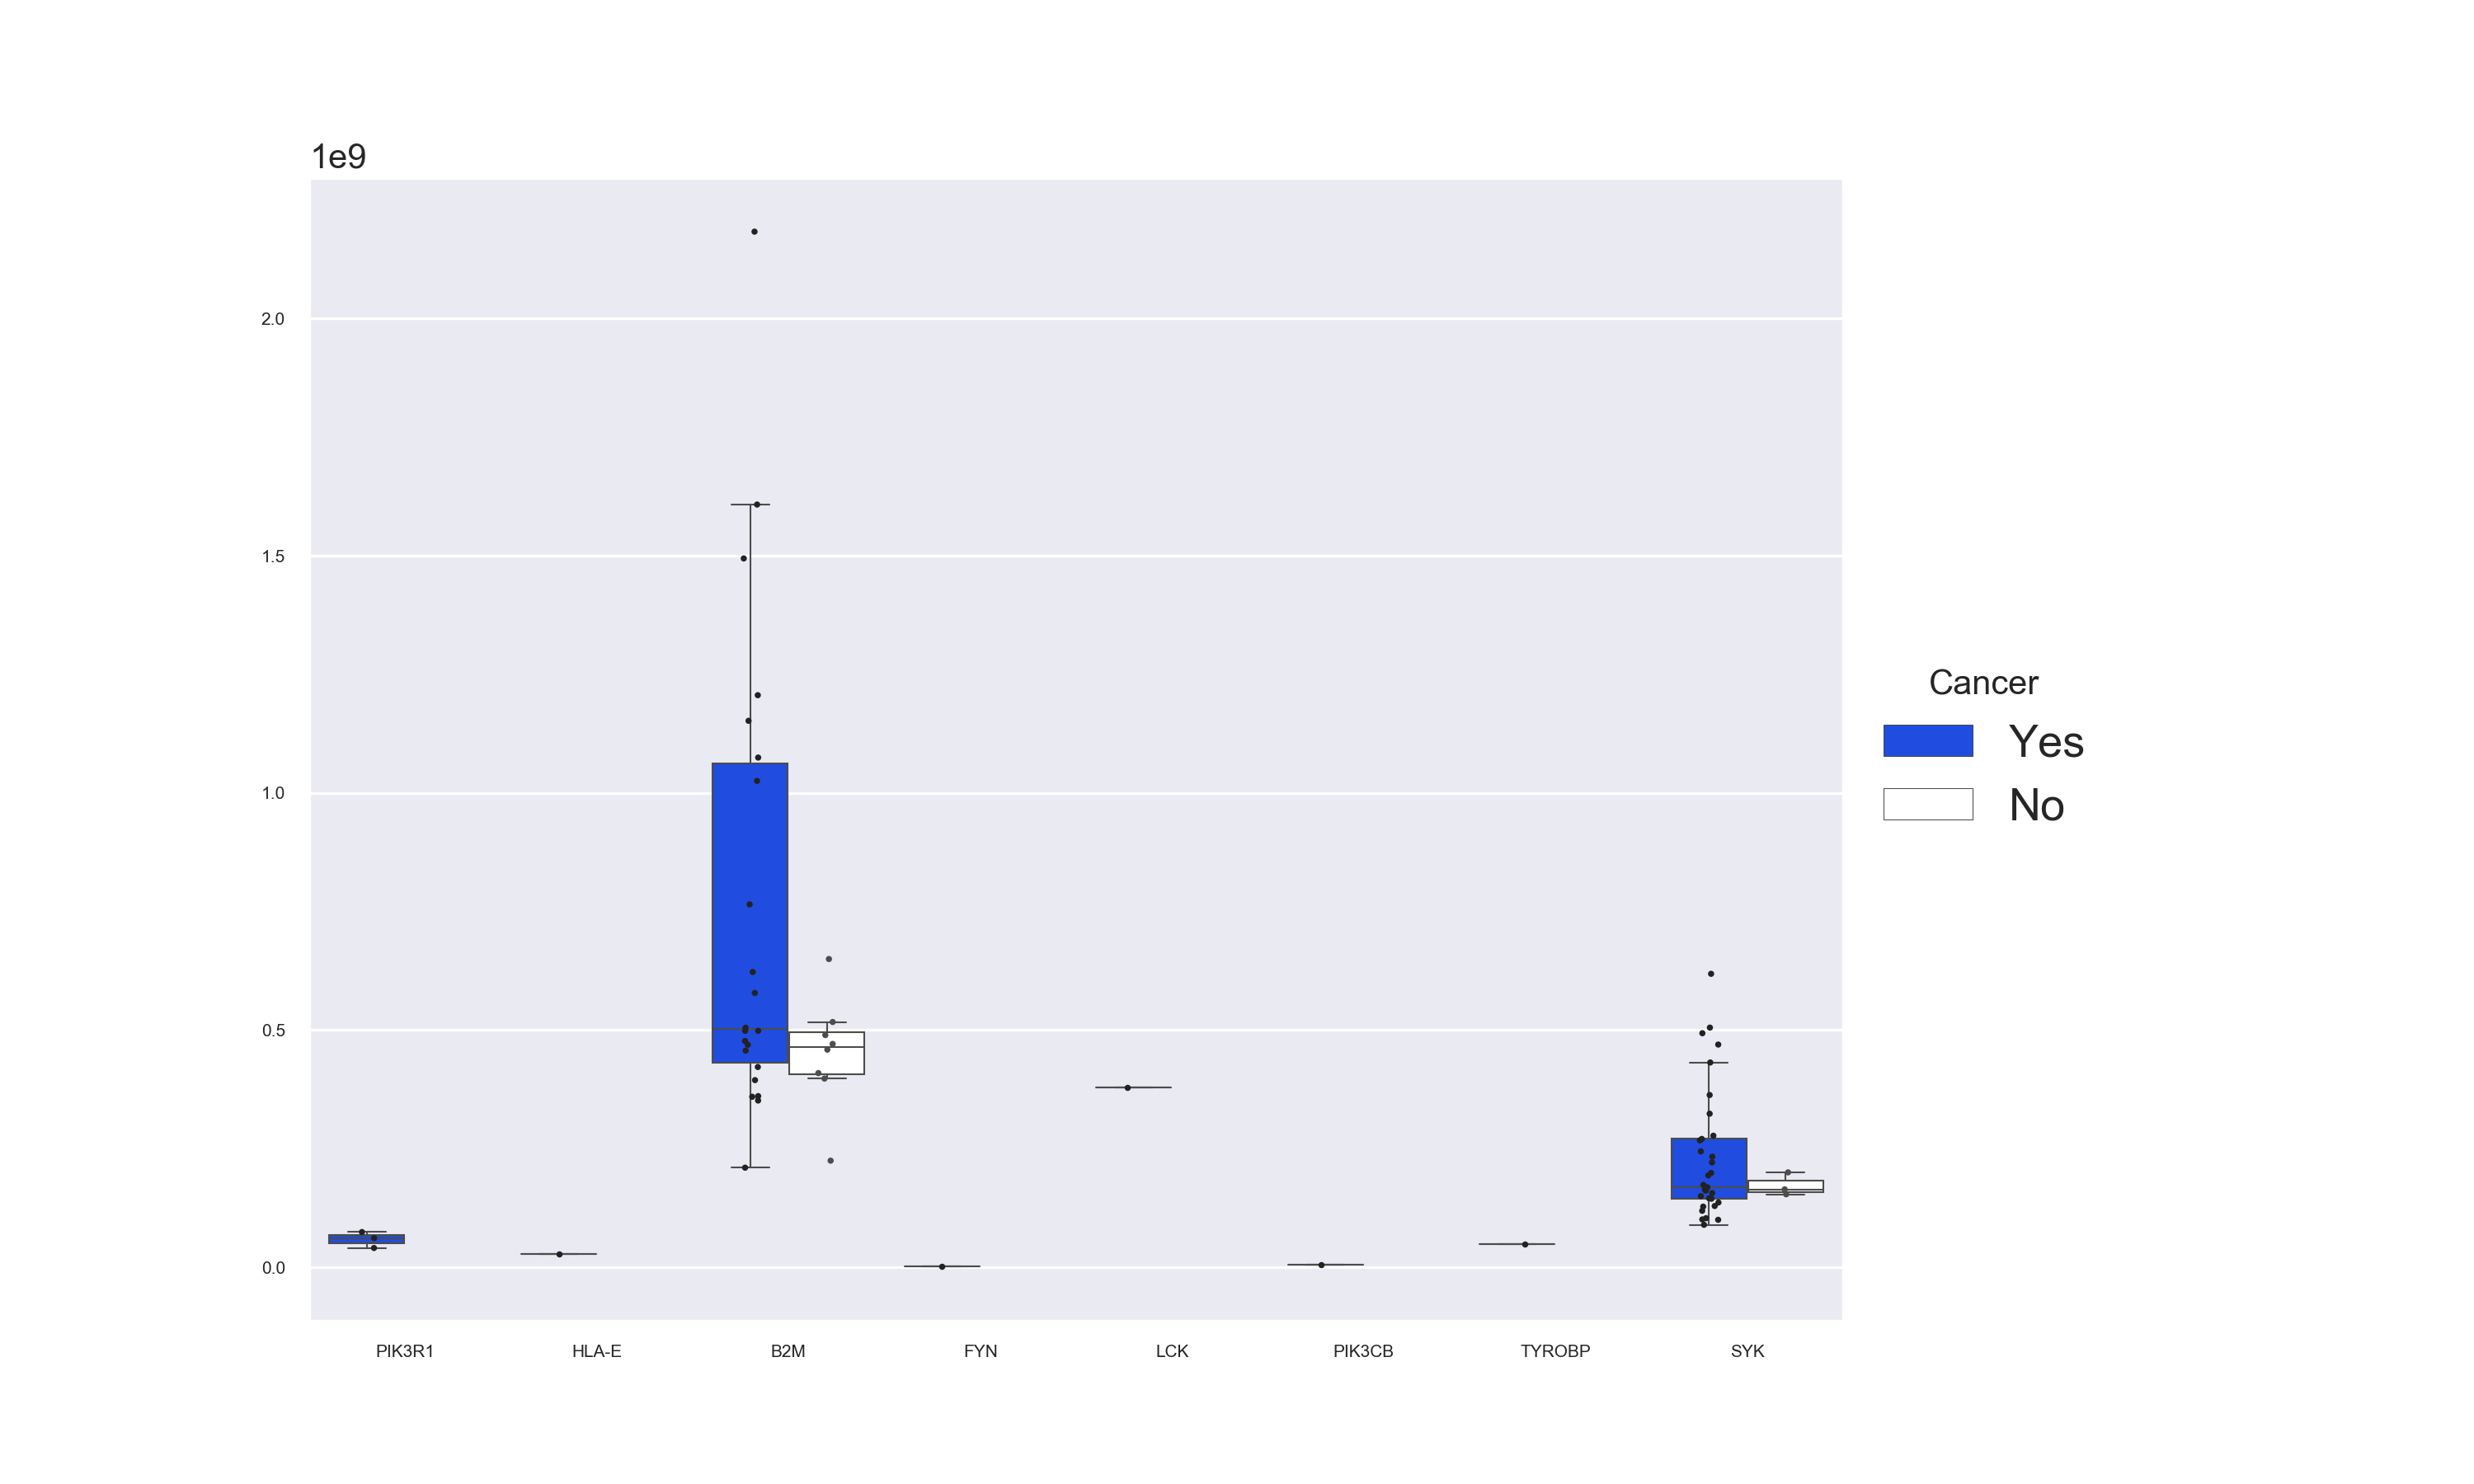 1e9
2.0
1.5
1.0
0.5
0.0
PIK3R1 HLA-E B2M FYN LCK PIK3CB TYROBP SYK
Cancer
Yes
No